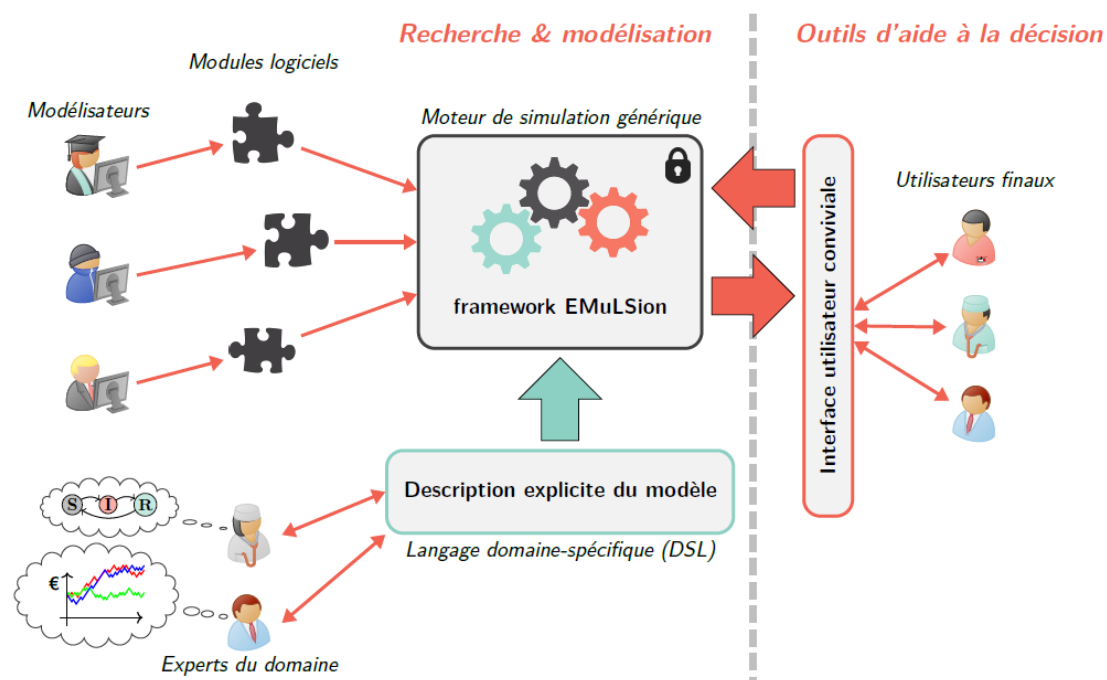 Recherche & modélisation
Outils d'aide à la décision
Modules logiciels
Modélisateurs
Moteur de simulation générique
framework EMuLSion
Interface utilisateur conviviale
Utilisateurs finaux
Description explicite du modèle
Langage domaine-spécifique (DSL)
S I R
€
Experts du domaine